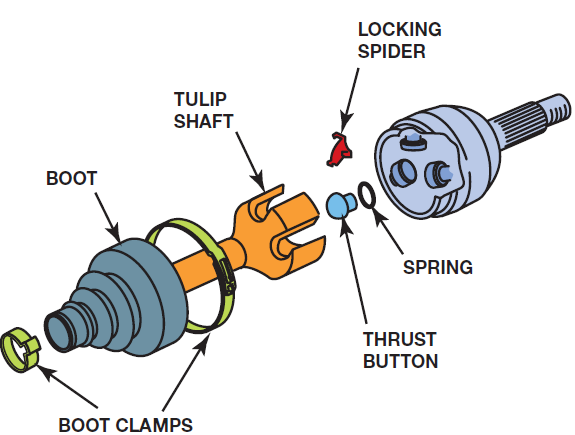 LOCKING
SPIDER
TULIP
SHAFT
BOOT
SPRING
THRUST
BUTTON
BOOT CLAMPS